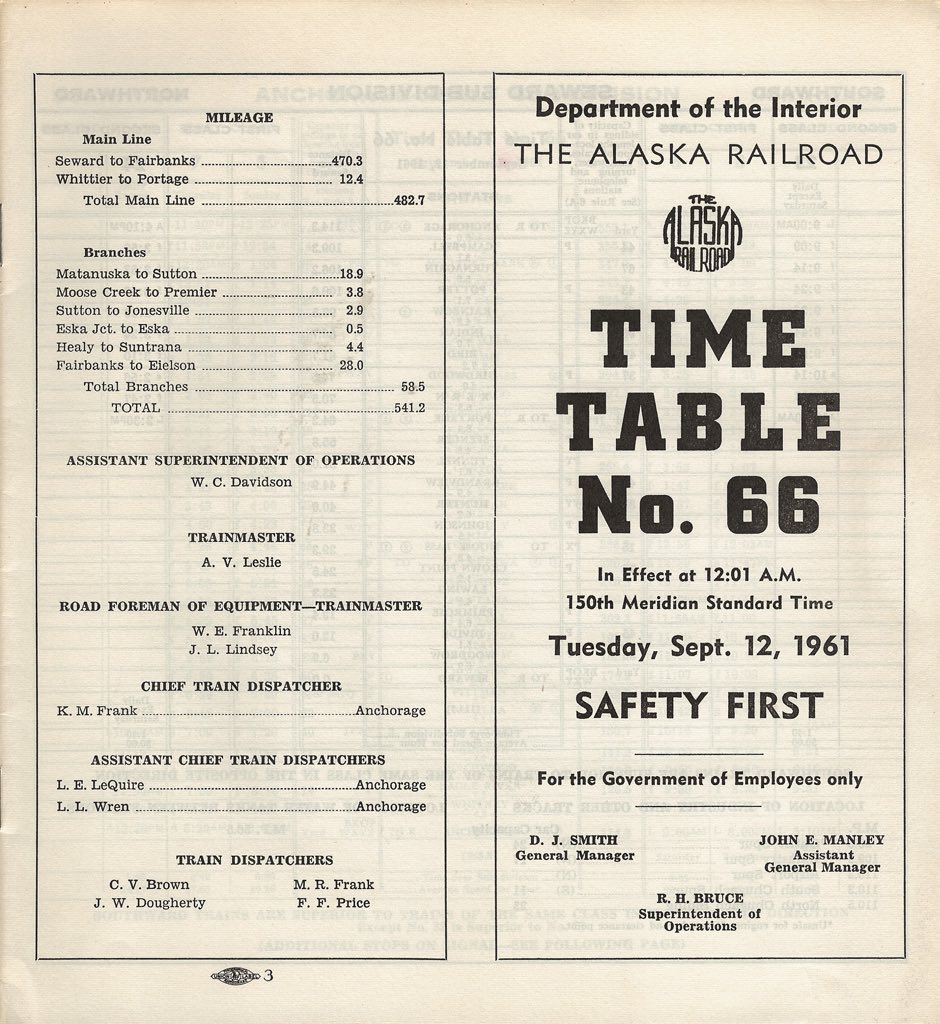 MILEAGE
Main Line
Seward to Fairbanks ........ 470.3
Whittier to Portage ........ 12.4
Total Main Line ........ 482.7
Branches
Matanuska to Sutton ........ 18.9
Moose Creek to Premier ........ 3.8
Sutton to Jonesville ........ 2.9
Eska Jct. to Eska ........ 0.5
Healy to Suntrana ........ 4.4
Fairbanks to Eielson ........ 28.0
Total Branches ........ 58.5
TOTAL ........ 541.2
ASSISTANT SUPERINTENDENT OF OPERATIONS
W. C. Davidson
TRAINMASTER
A. V. Leslie
ROAD FOREMAN OF EQUIPMENT—TRAINMASTER
W. E. Franklin
J. L. Lindsey
CHIEF TRAIN DISPATCHER
K. M. Frank ........ Anchorage
ASSISTANT CHIEF TRAIN DISPATCHERS
L. E. LeQuire ........ Anchorage
L. L. Wren ........ Anchorage
TRAIN DISPATCHERS
C. V. Brown M. R. Frank
J. W. Dougherty F. F. Price
3
Department of the Interior
THE ALASKA RAILROAD
THE
ALASKA
RAILROAD
TIME
TABLE
No. 66
In Effect at 12:01 A.M.
150th Meridian Standard Time
Tuesday, Sept. 12, 1961
SAFETY FIRST
For the Government of Employees only
D. J. SMITH
General Manager
JOHN E. MANLEY
Assistant
General Manager
R. H. BRUCE
Superintendent of
Operations